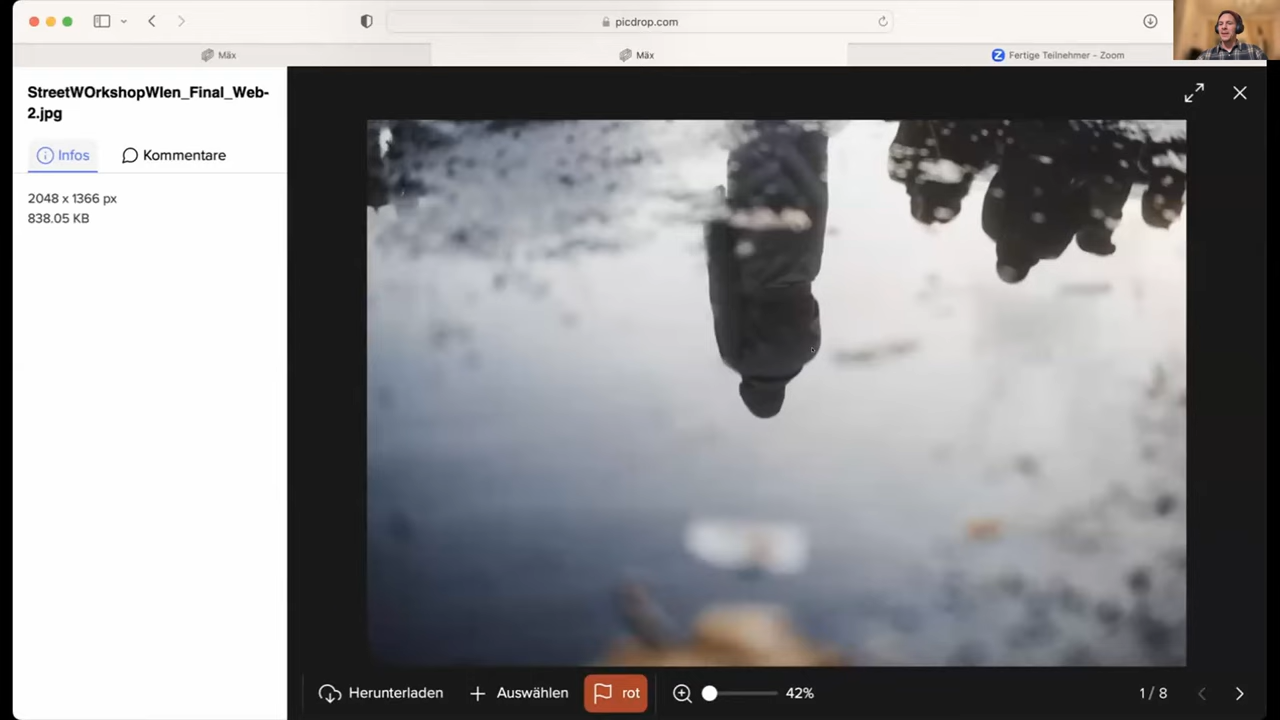 picdrop.com
Mäx
Mäx
Fertige Teilnehmer – Zoom
StreetWOrkshopWIen_Final_Web-
2.jpg
Infos
Kommentare
2048 x 1366 px
838.05 KB
Herunterladen
Auswählen
rot
42%
1 / 8